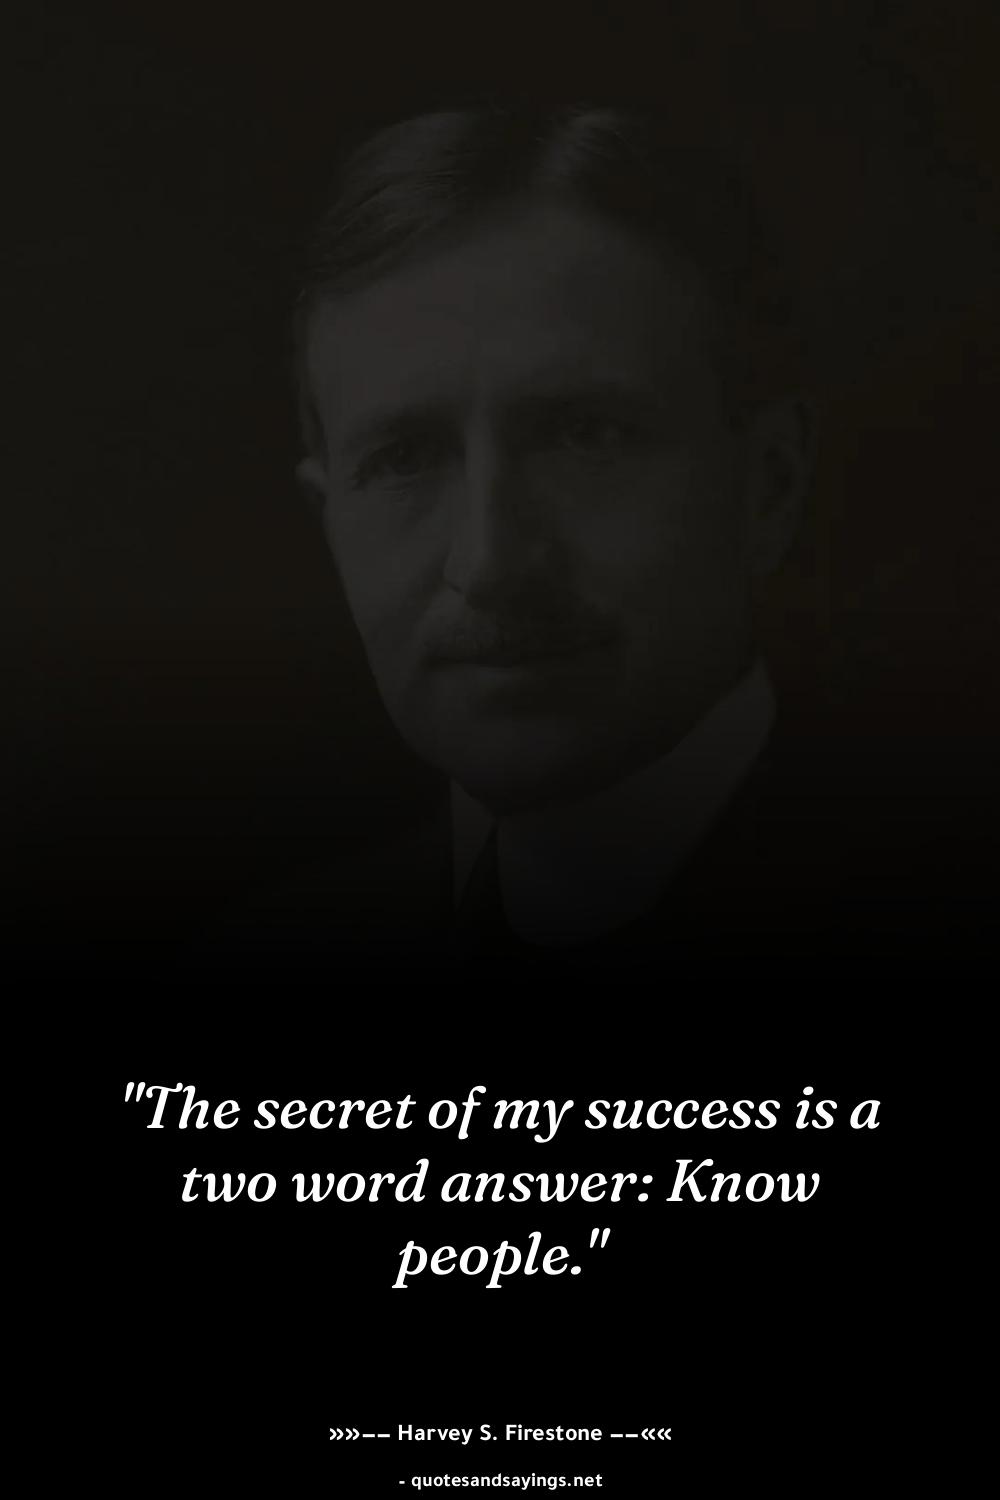 "The secret of my success is a
two word answer: Know
people."
»»−− Harvey S. Firestone −−««
- quotesandsayings.net